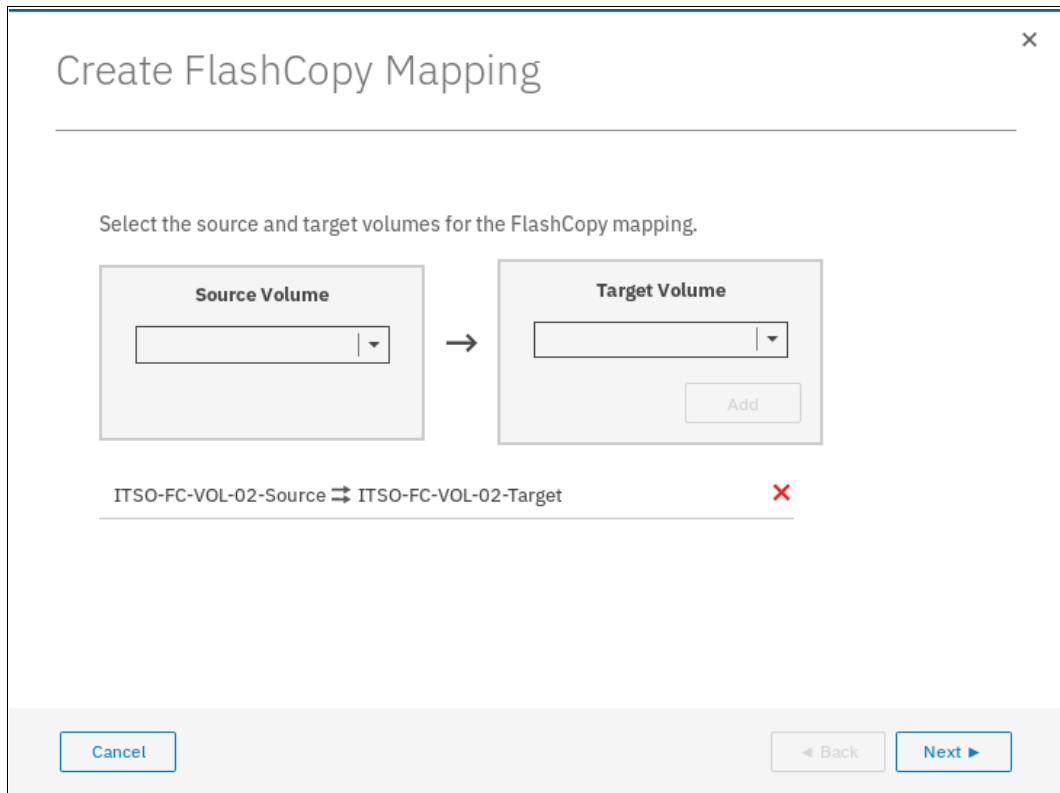 Create FlashCopy Mapping
Select the source and target volumes for the FlashCopy mapping.
Source Volume
Target Volume
Add
ITSO-FC-VOL-02-Source ⇉ ITSO-FC-VOL-02-Target
Cancel
◄ Back
Next ►